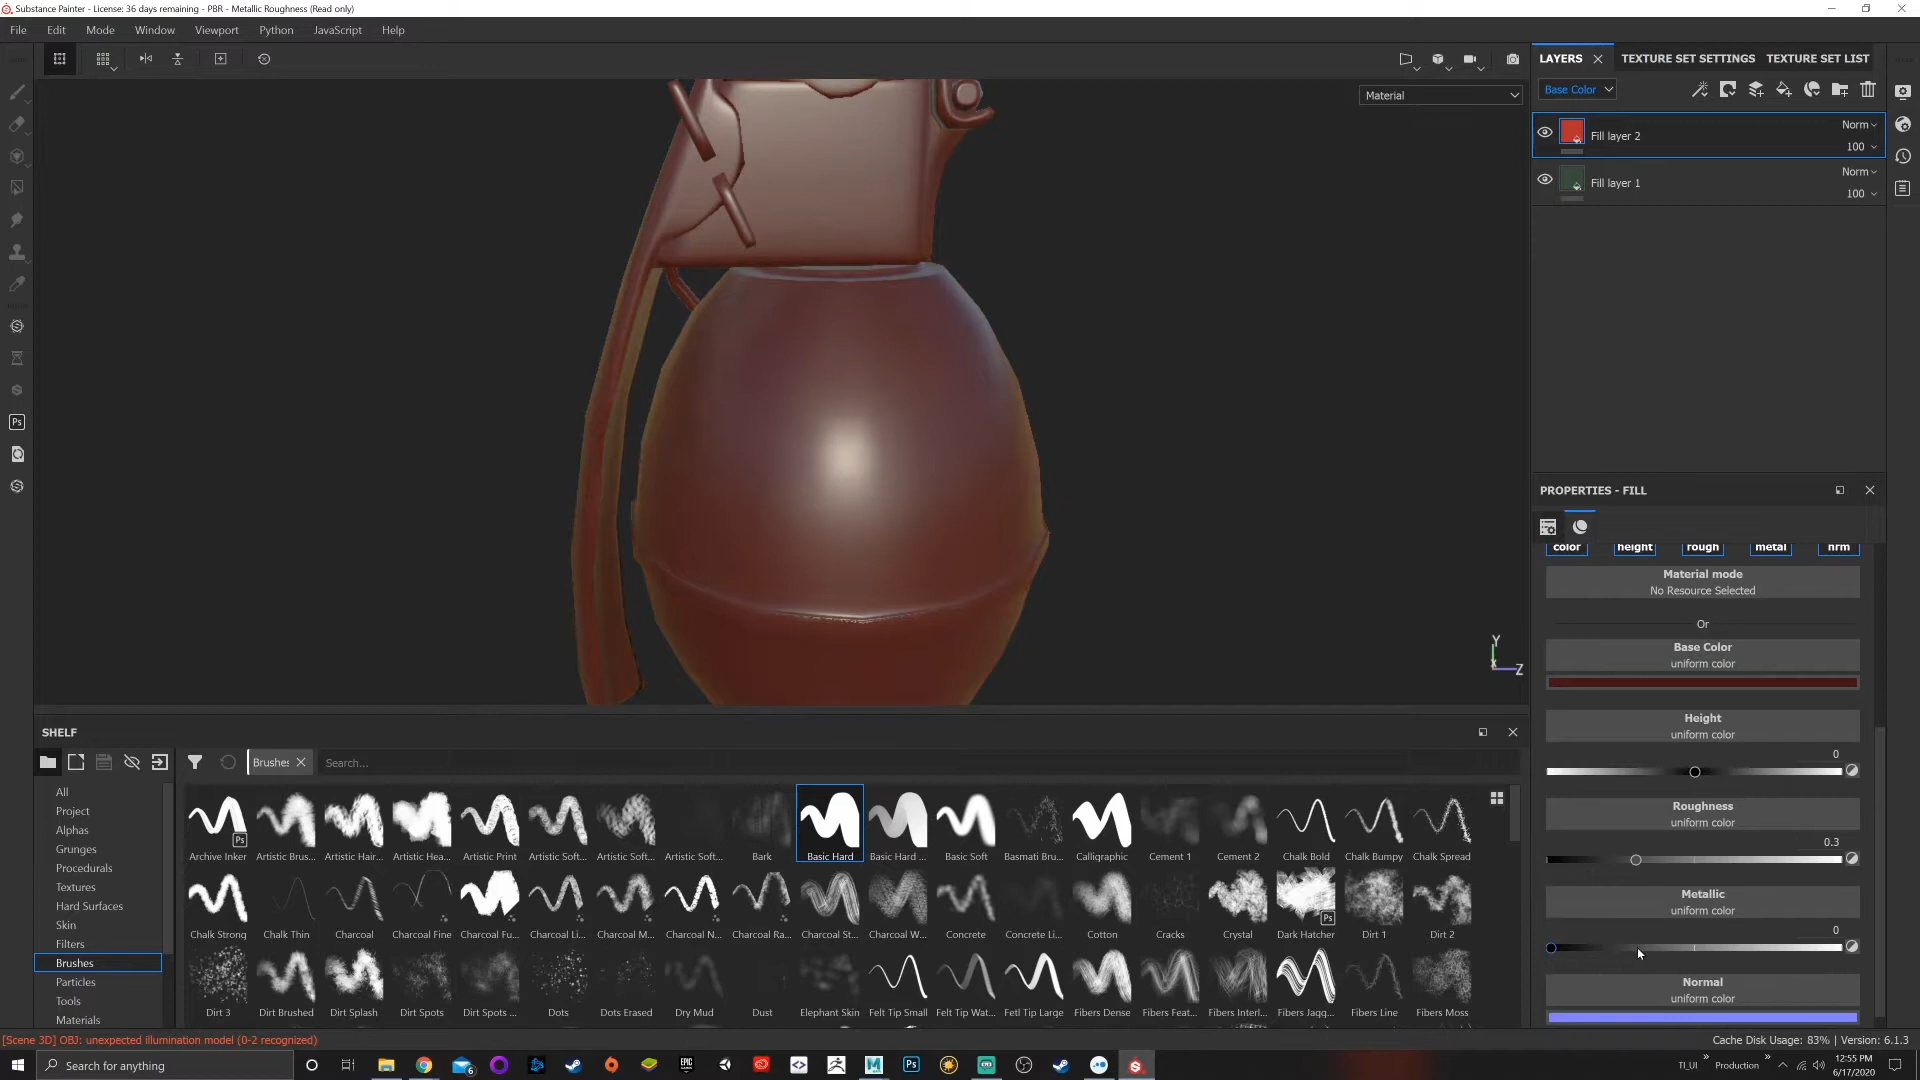 Substance Painter - License: 36 days remaining - PBR - Metallic Roughness (Read only)
File Edit Mode Window Viewport Python JavaScript Help
LAYERS TEXTURE SET SETTINGS TEXTURE SET LIST
Base Color
Material
Norm
Fill layer 2
100
Norm
Fill layer 1
100
Ps
PROPERTIES - FILL
color height rough metal nrm
Material mode
No Resource Selected
Or
Base Color
uniform color
Y
X Z
Height
uniform color
0
Roughness
uniform color
0.3
Metallic
uniform color
0
Normal
uniform color
SHELF
Brushes
Search...
All
Project
Alphas
Grunges
Procedurals
Textures
Hard Surfaces
Skin
Filters
Brushes
Particles
Tools
Materials
Ps
Archive Inker Artistic Brus... Artistic Hair... Artistic Hea... Artistic Print Artistic Soft... Artistic Soft... Artistic Soft... Bark Basic Hard Basic Hard ... Basic Soft Basmati Bru... Calligraphic Cement 1 Cement 2 Chalk Bold Chalk Bumpy Chalk Spread
Ps
Chalk Strong Chalk Thin Charcoal Charcoal Fine Charcoal Fu... Charcoal Li... Charcoal M... Charcoal N... Charcoal Ra... Charcoal St... Charcoal W... Concrete Concrete Li... Cotton Cracks Crystal Dark Hatcher Dirt 1 Dirt 2
Dirt 3 Dirt Brushed Dirt Splash Dirt Spots Dirt Spots ... Dots Dots Erased Dry Mud Dust Elephant Skin Felt Tip Small Felt Tip Wat... Fetl Tip Large Fibers Dense Fibers Feat... Fibers Interl... Fibers Jagg... Fibers Line Fibers Moss
[Scene 3D] OBJ: unexpected illumination model (0-2 recognized)
Cache Disk Usage: 83% | Version: 6.1.3
Search for anything
6
EPIC
Ps
TI_UI
Production
12:55 PM
6/17/2020